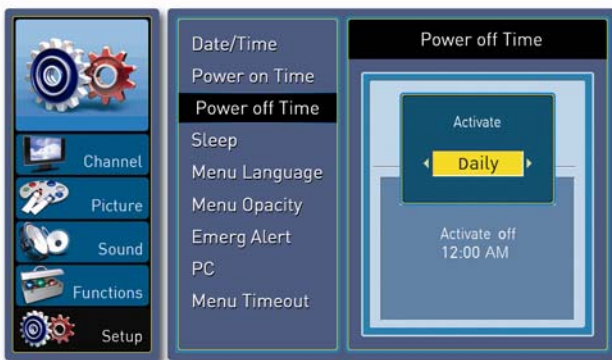 Channel
Picture
Sound
Functions
Setup
Date/Time
Power on Time
Power off Time
Sleep
Menu Language
Menu Opacity
Emerg Alert
PC
Menu Timeout
Power off Time
Activate
Daily
Activate off
12:00 AM